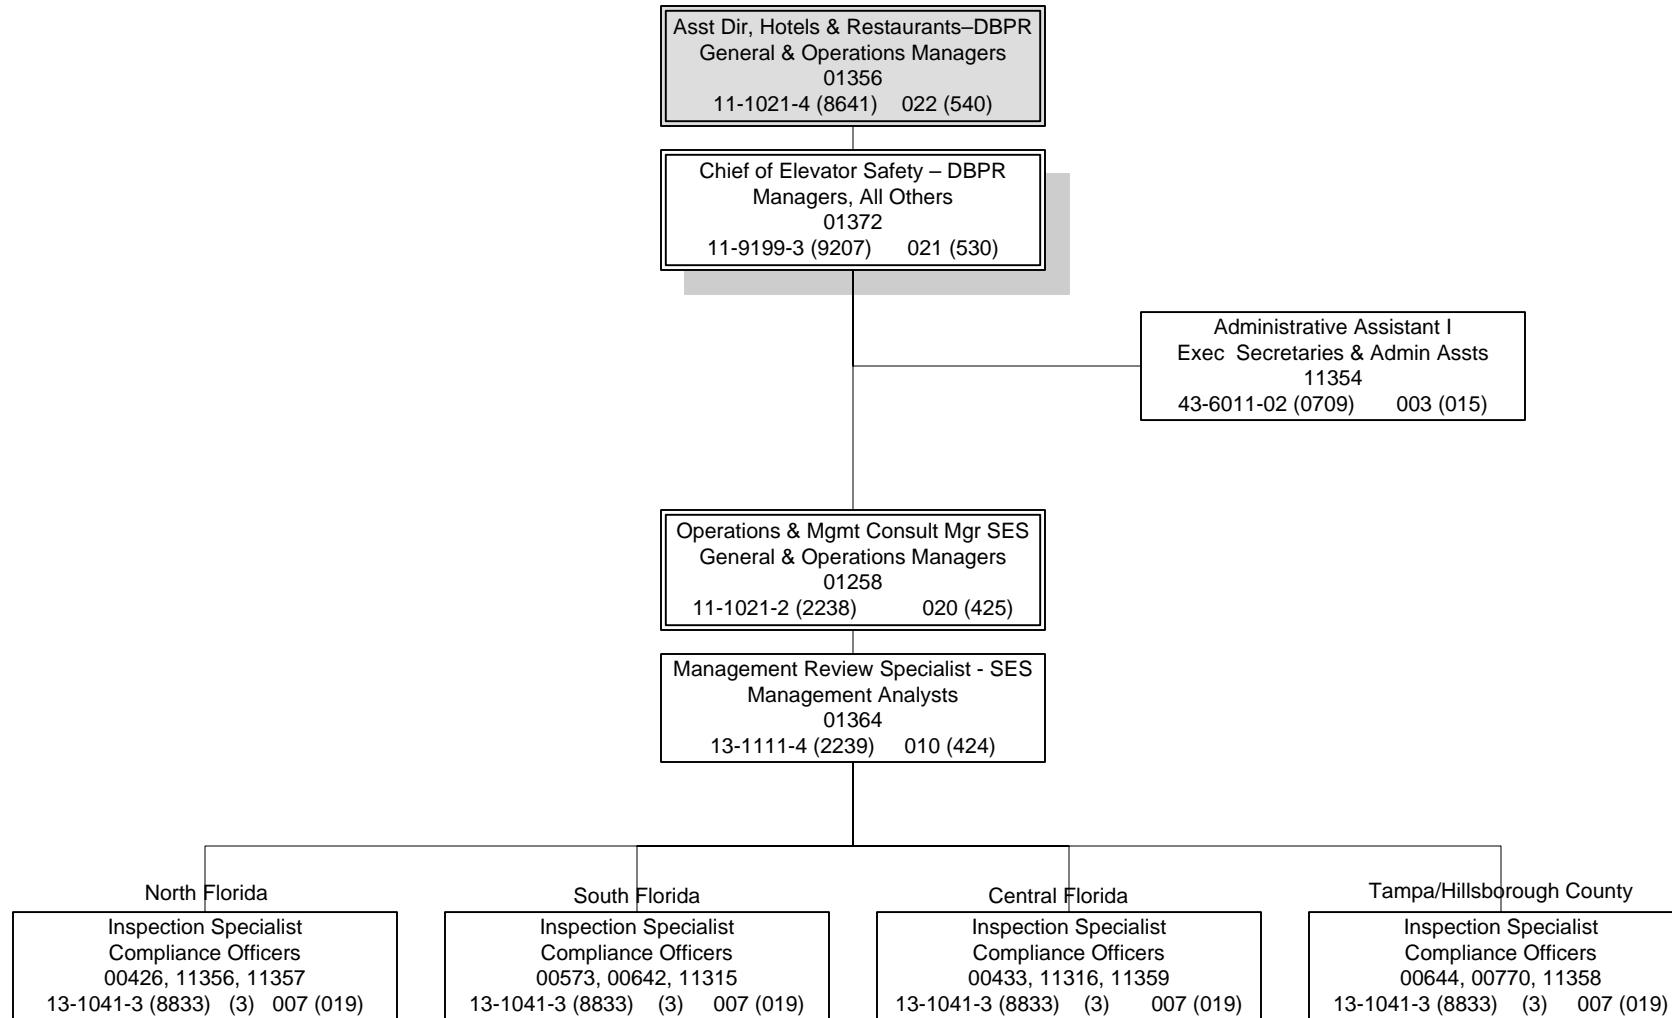 Asst Dir, Hotels & Restaurants–DBPR
General & Operations Managers
01356
11-1021-4 (8641) 022 (540)
Chief of Elevator Safety – DBPR
Managers, All Others
01372
11-9199-3 (9207) 021 (530)
Administrative Assistant I
Exec Secretaries & Admin Assts
11354
43-6011-02 (0709) 003 (015)
Operations & Mgmt Consult Mgr SES
General & Operations Managers
01258
11-1021-2 (2238) 020 (425)
Management Review Specialist - SES
Management Analysts
01364
13-1111-4 (2239) 010 (424)
North Florida
Inspection Specialist
Compliance Officers
00426, 11356, 11357
13-1041-3 (8833) (3) 007 (019)
South Florida
Inspection Specialist
Compliance Officers
00573, 00642, 11315
13-1041-3 (8833) (3) 007 (019)
Central Florida
Inspection Specialist
Compliance Officers
00433, 11316, 11359
13-1041-3 (8833) (3) 007 (019)
Tampa/Hillsborough County
Inspection Specialist
Compliance Officers
00644, 00770, 11358
13-1041-3 (8833) (3) 007 (019)